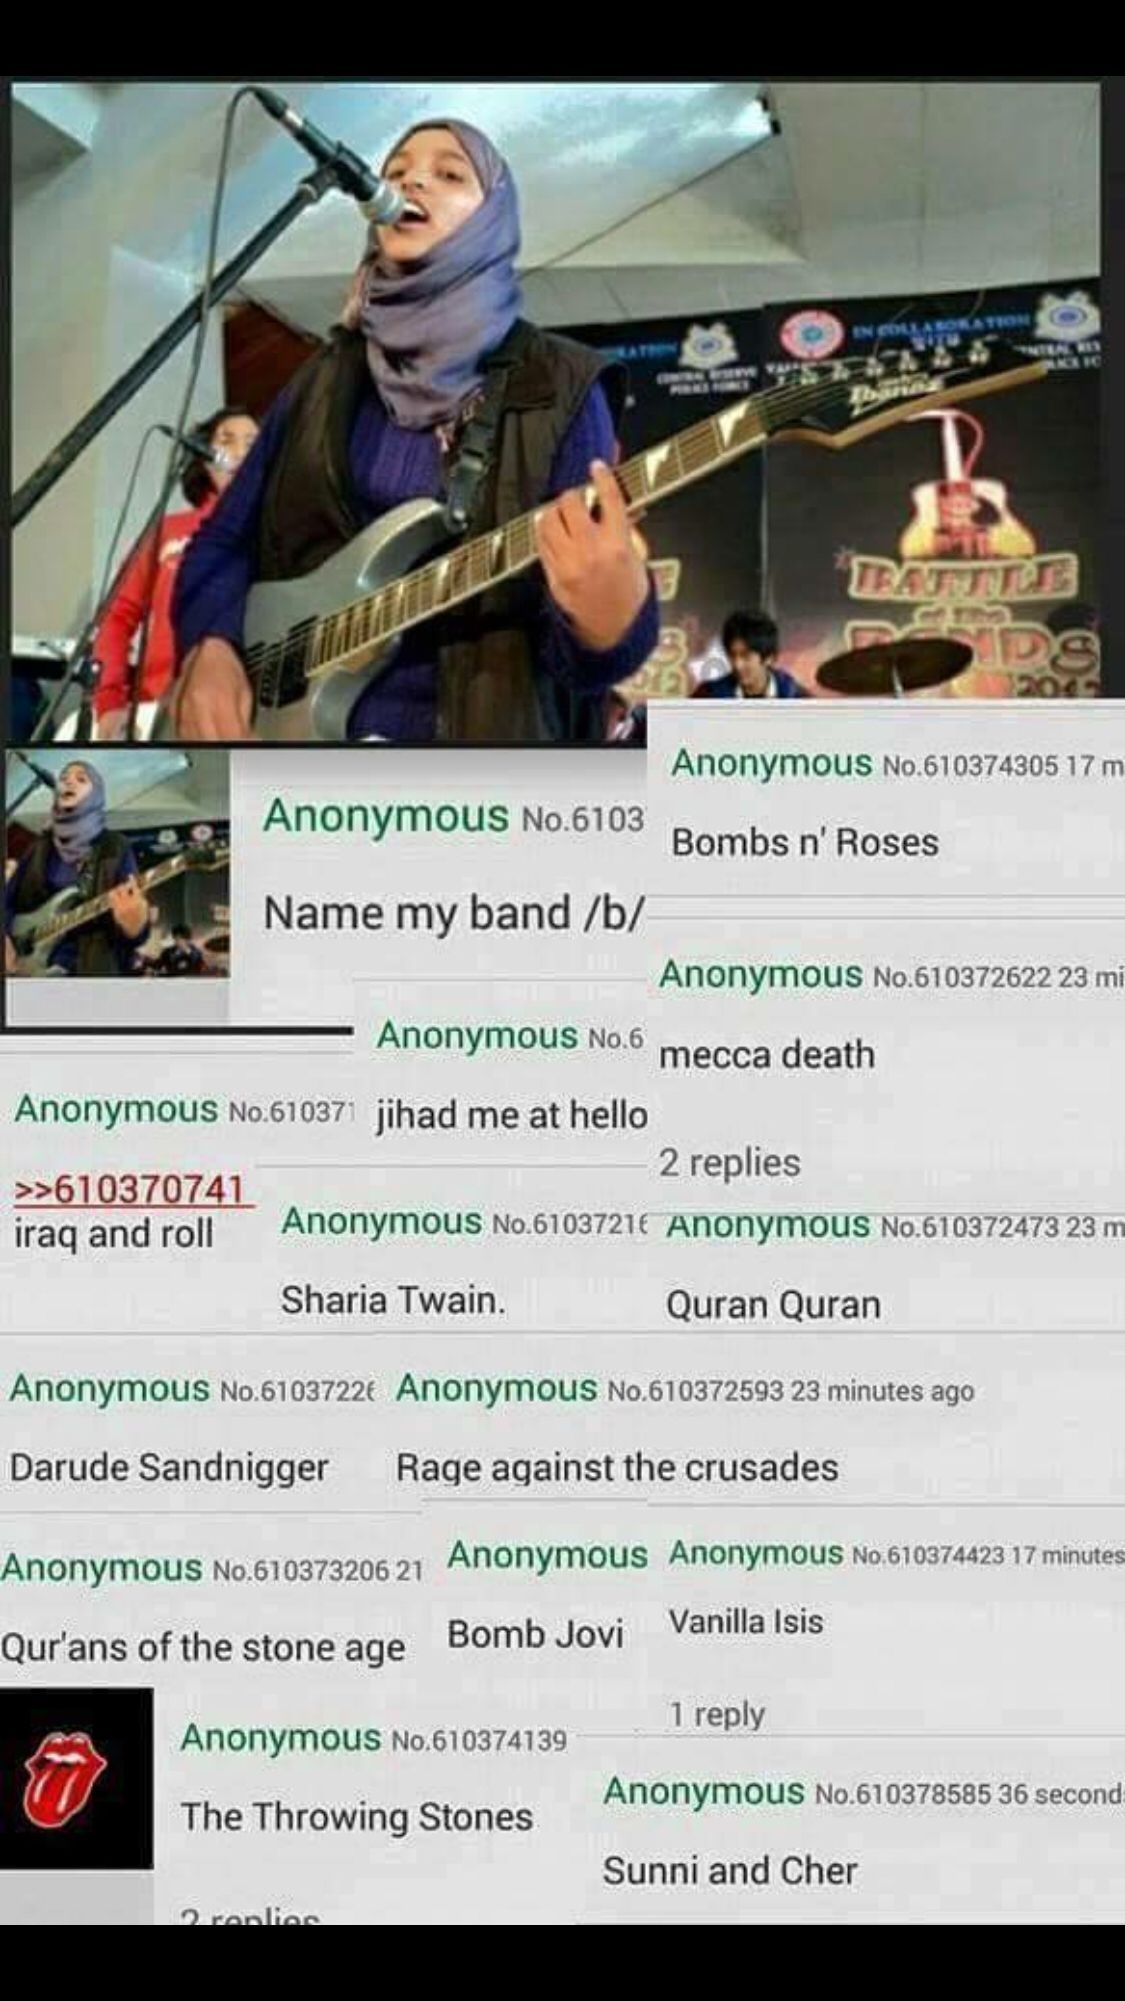 IN COLLABORATION
WITH
CENTRAL RESERVE
POLICE FORCE
Ibanez
BATTLE
of the
BANDS
Anonymous No.6103
Name my band /b/
Anonymous No.610374305 17 m
Bombs n' Roses
Anonymous No.610372622 23 mi
mecca death
2 replies
Anonymous No.6
jihad me at hello
Anonymous No.610371
>>610370741
iraq and roll
Anonymous No.61037216
Sharia Twain.
Anonymous No.610372473 23 m
Quran Quran
Anonymous No.61037226
Darude Sandnigger
Anonymous No.610372593 23 minutes ago
Rage against the crusades
Anonymous No.610373206 21
Qur'ans of the stone age
Anonymous
Bomb Jovi
Anonymous No.610374423 17 minutes
Vanilla Isis
1 reply
Anonymous No.610374139
The Throwing Stones
2 replies
Anonymous No.610378585 36 second
Sunni and Cher